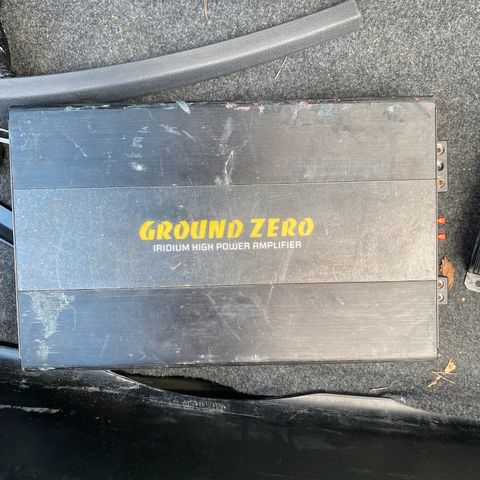 GROUND ZERO
IRIDIUM HIGH POWER AMPLIFIER